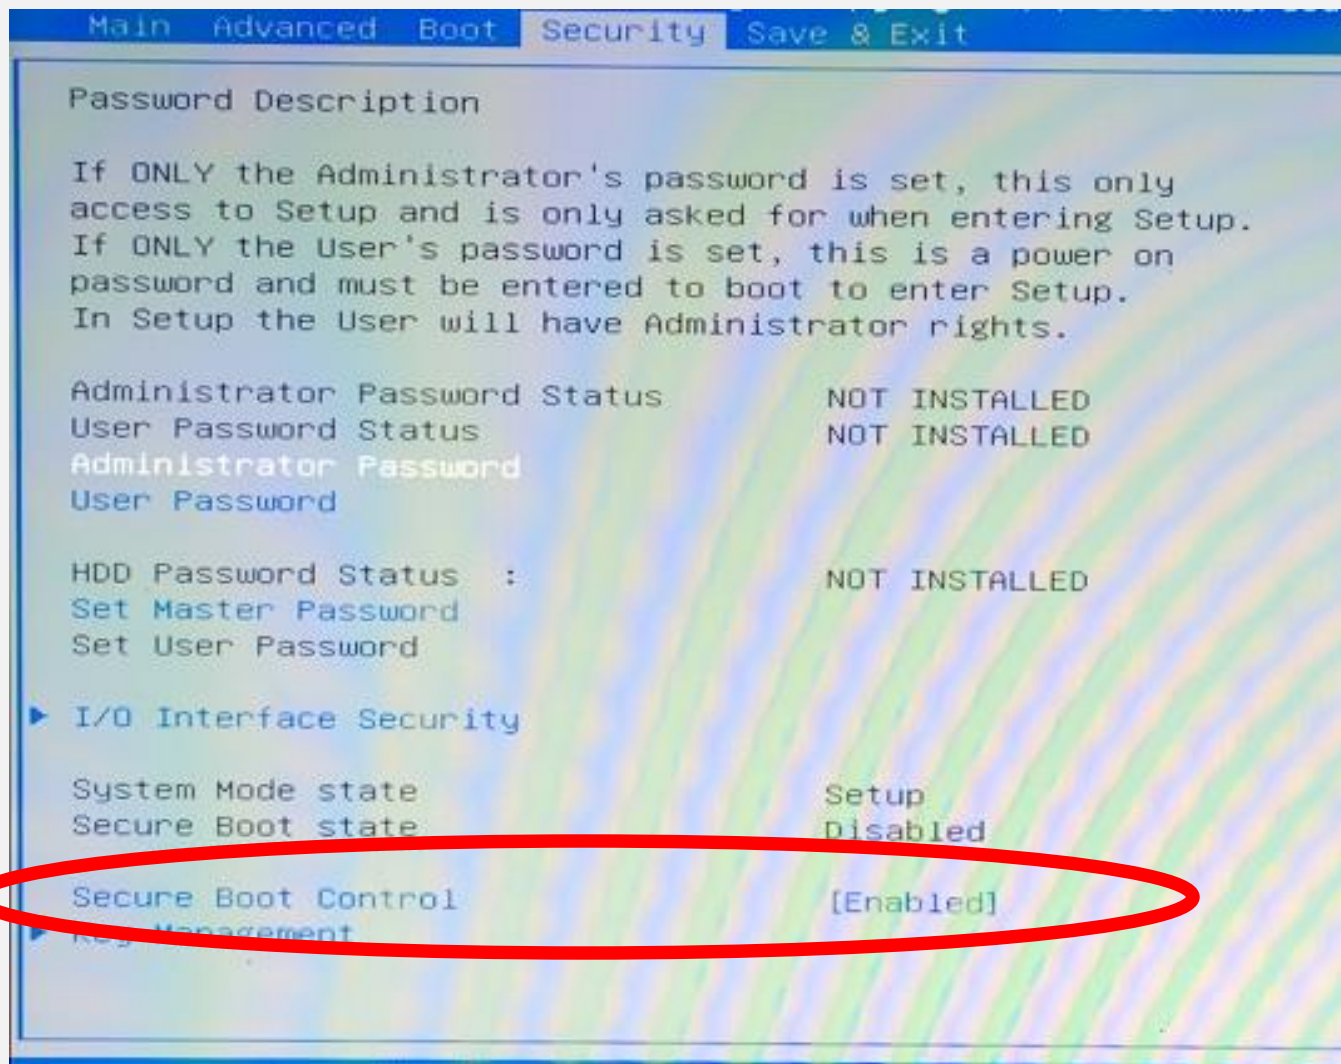 Main Advanced Boot Security Save & Exit
Password Description
If ONLY the Administrator's password is set, this only
access to Setup and is only asked for when entering Setup.
If ONLY the User's password is set, this is a power on
password and must be entered to boot to enter Setup.
In Setup the User will have Administrator rights.
Administrator Password Status NOT INSTALLED
User Password Status NOT INSTALLED
Administrator Password
User Password
HDD Password Status : NOT INSTALLED
Set Master Password
Set User Password
I/O Interface Security
System Mode state Setup
Secure Boot state Disabled
Secure Boot Control [Enabled]
Key Management